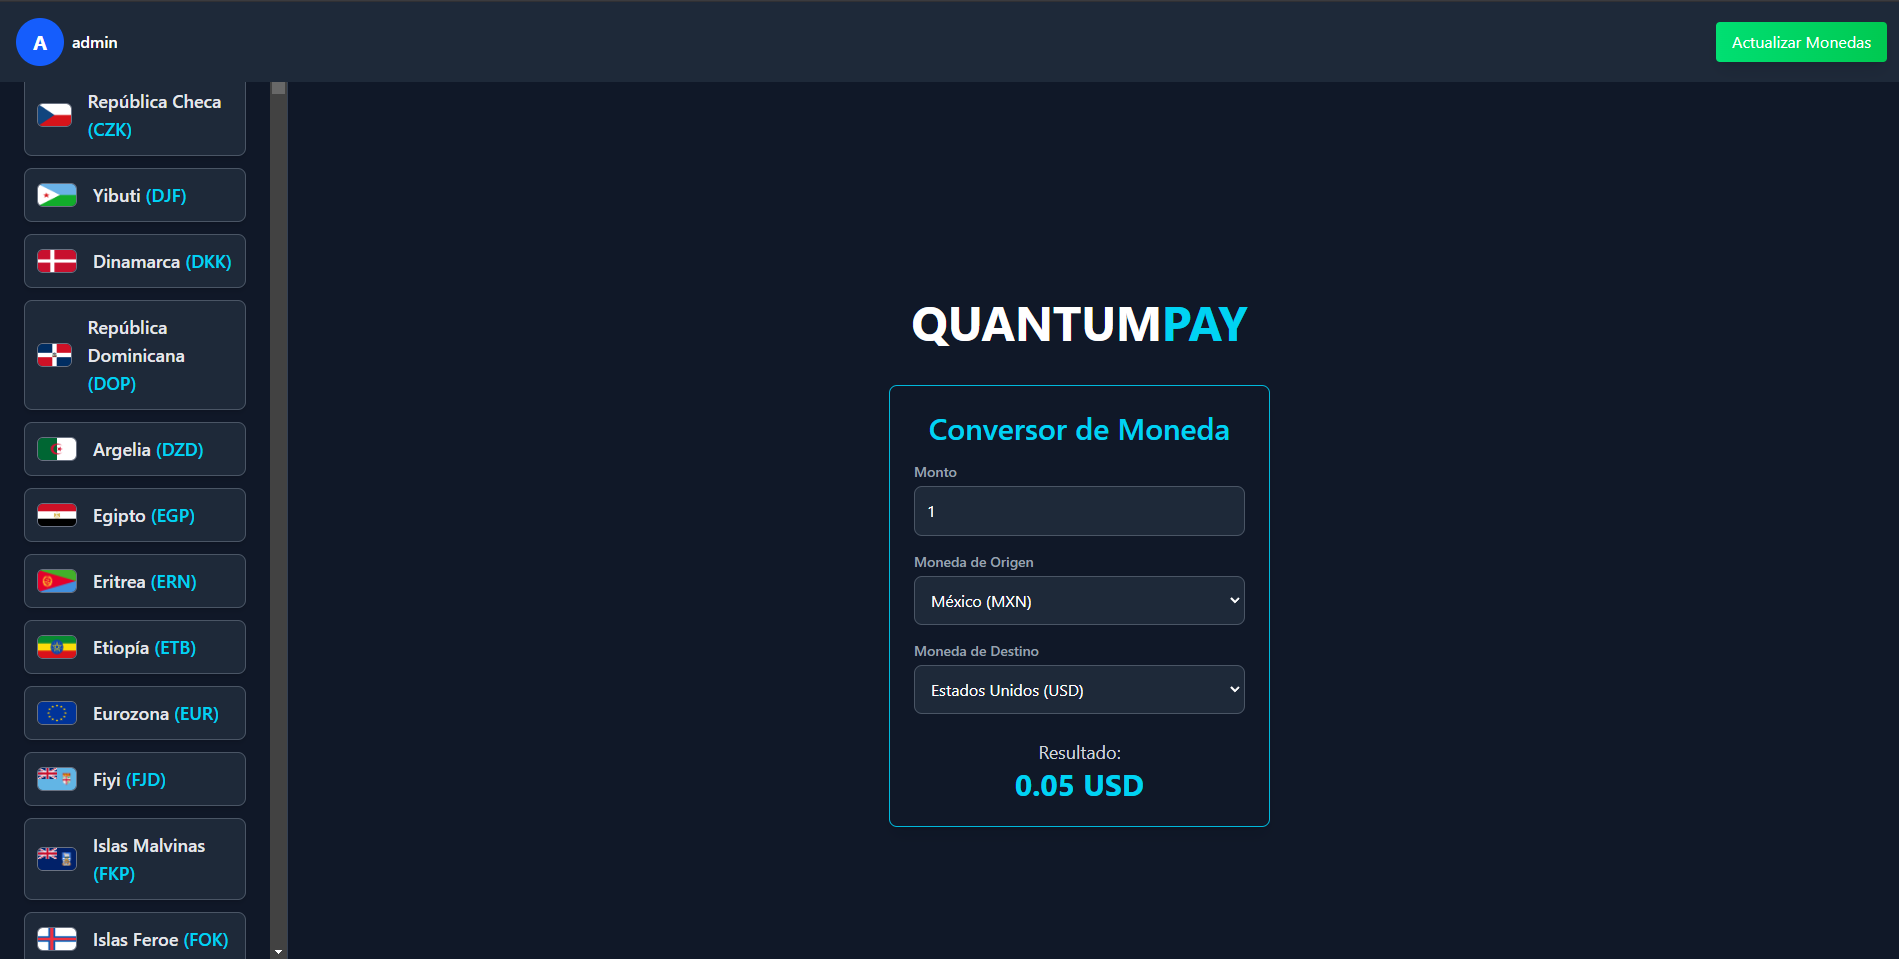 A
admin
Actualizar Monedas
República Checa
(CZK)
Yibuti (DJF)
Dinamarca (DKK)
República
Dominicana
(DOP)
Argelia (DZD)
Egipto (EGP)
Eritrea (ERN)
Etiopía (ETB)
Eurozona (EUR)
Fiyi (FJD)
Islas Malvinas
(FKP)
Islas Feroe (FOK)
QUANTUMPAY
Conversor de Moneda
Monto
1
Moneda de Origen
México (MXN)
Moneda de Destino
Estados Unidos (USD)
Resultado:
0.05 USD